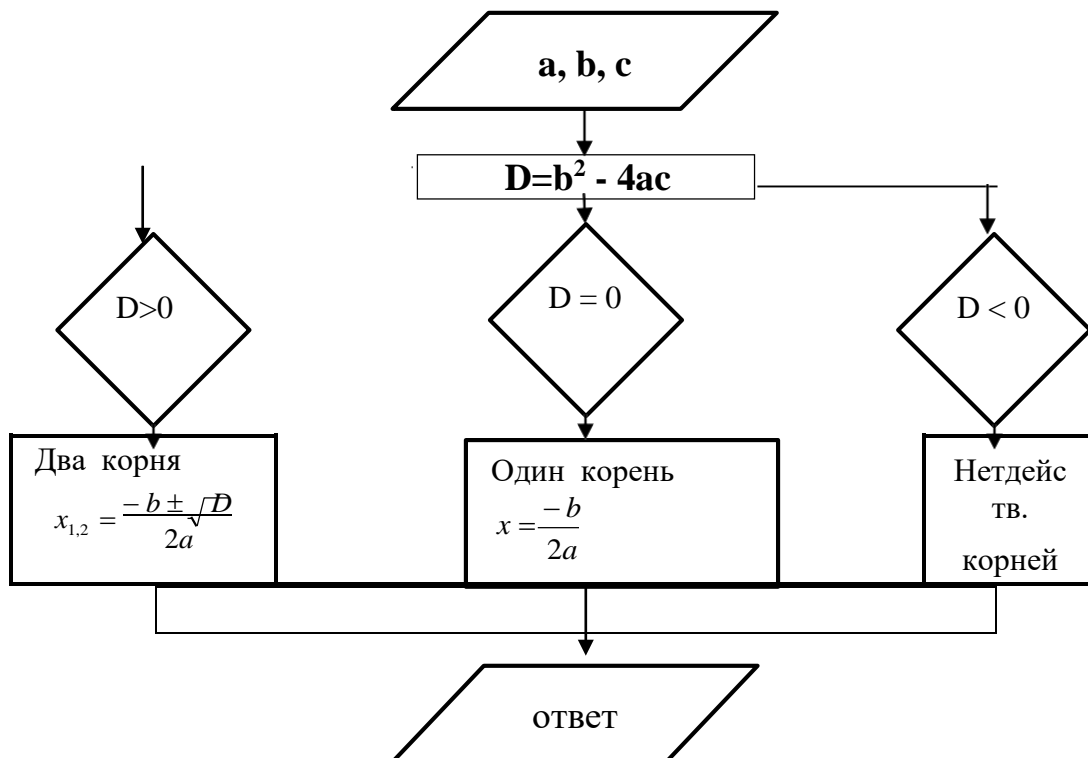 a, b, c
D=b² - 4ac
D>0
D = 0
D < 0
Два корня
x₁,₂ = (− b ± √D) / 2a
Один корень
x = − b / 2a
Нетдейс
тв.
корней
ответ